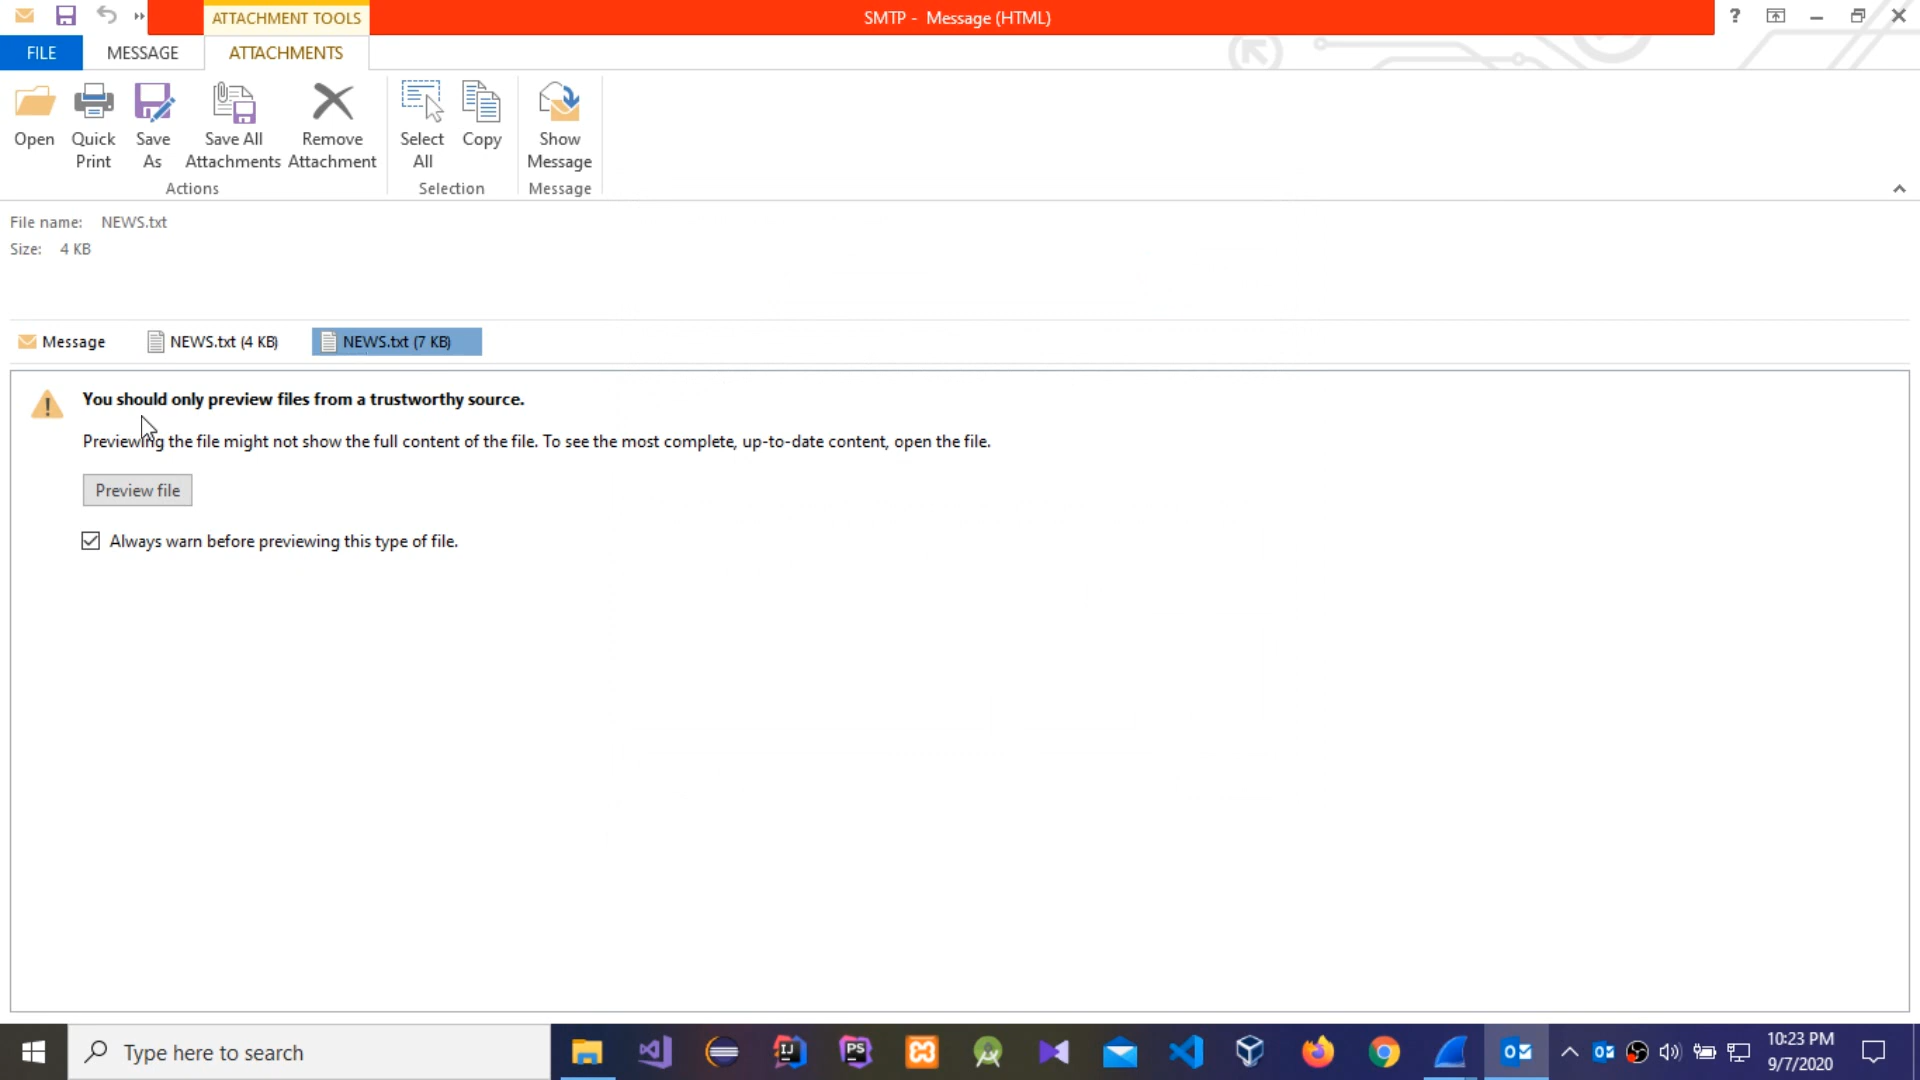 ATTACHMENT TOOLS
SMTP - Message (HTML)
?
FILE
MESSAGE
ATTACHMENTS
Open
Quick Print
Save As
Save All Attachments
Remove Attachment
Select All
Copy
Show Message
Actions
Selection
Message
File name: NEWS.txt
Size: 4 KB
Message
NEWS.txt (4 KB)
NEWS.txt (7 KB)
You should only preview files from a trustworthy source.
Previewing the file might not show the full content of the file. To see the most complete, up-to-date content, open the file.
Preview file
Always warn before previewing this type of file.
Type here to search
IJ
PS
10:23 PM
9/7/2020